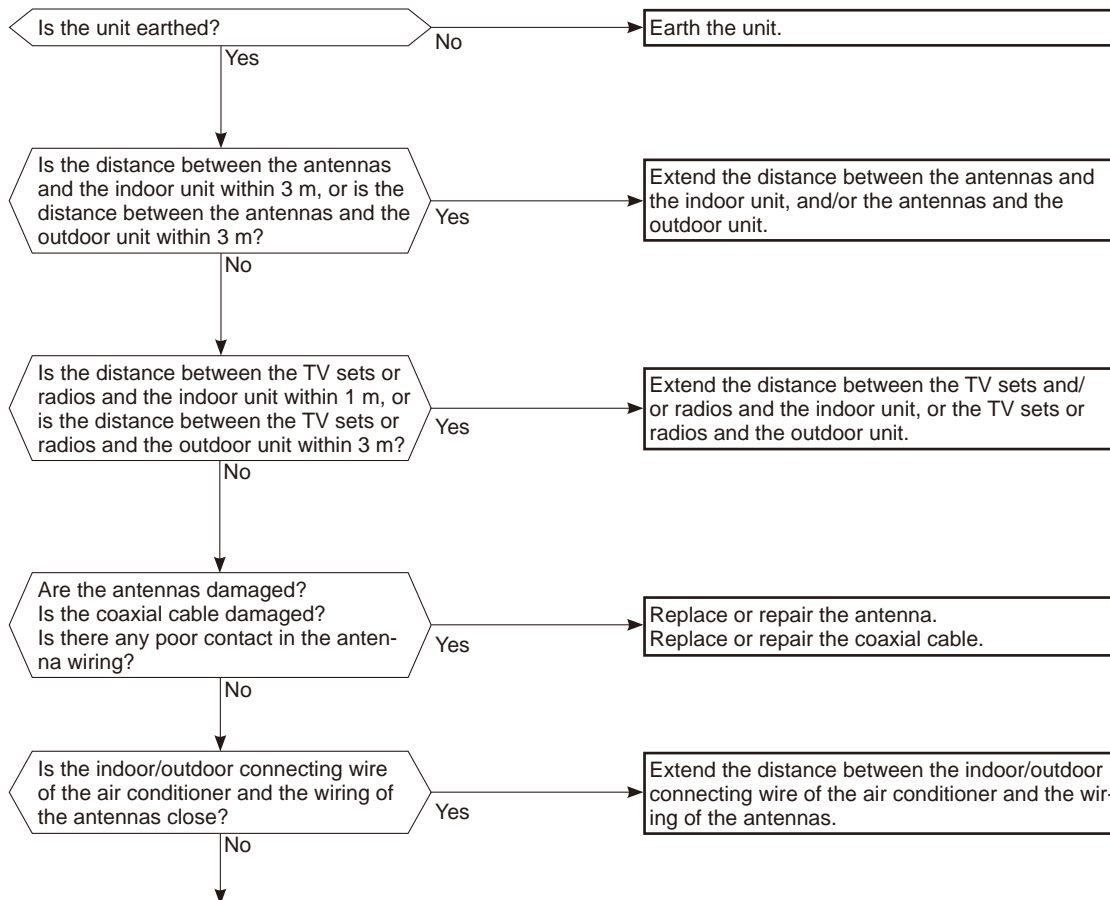 Is the unit earthed?
No
Earth the unit.
Yes
Is the distance between the antennas
and the indoor unit within 3 m, or is the
distance between the antennas and the
outdoor unit within 3 m?
Yes
Extend the distance between the antennas and
the indoor unit, and/or the antennas and the
outdoor unit.
No
Is the distance between the TV sets or
radios and the indoor unit within 1 m, or
is the distance between the TV sets or
radios and the outdoor unit within 3 m?
Yes
Extend the distance between the TV sets and/
or radios and the indoor unit, or the TV sets or
radios and the outdoor unit.
No
Are the antennas damaged?
Is the coaxial cable damaged?
Is there any poor contact in the anten-
na wiring?
Yes
Replace or repair the antenna.
Replace or repair the coaxial cable.
No
Is the indoor/outdoor connecting wire
of the air conditioner and the wiring of
the antennas close?
Yes
Extend the distance between the indoor/outdoor
connecting wire of the air conditioner and the wir-
ing of the antennas.
No